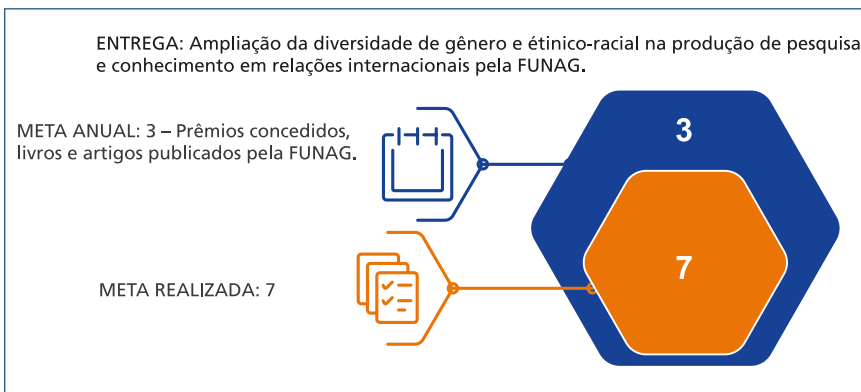 ENTREGA: Ampliação da diversidade de gênero e étinico-racial na produção de pesquisa
e conhecimento em relações internacionais pela FUNAG.
META ANUAL: 3 – Prêmios concedidos,
livros e artigos publicados pela FUNAG.
3
META REALIZADA: 7
7